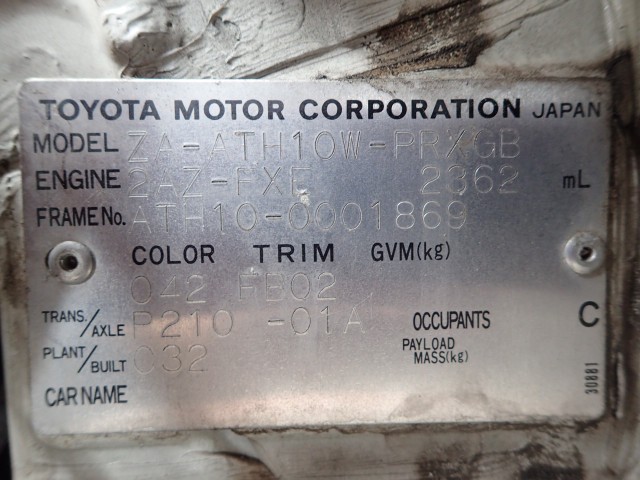 TOYOTA MOTOR CORPORATION JAPAN
MODEL ZA-ATH10W-PRXGB
ENGINE 2AZ-FXE 2362 mL
FRAME No. ATH10-0001869
COLOR TRIM GVM(kg)
042 FB02
TRANS./AXLE P210 -01A OCCUPANTS C
PLANT/BUILT 032 PAYLOAD MASS(kg)
CAR NAME
30881